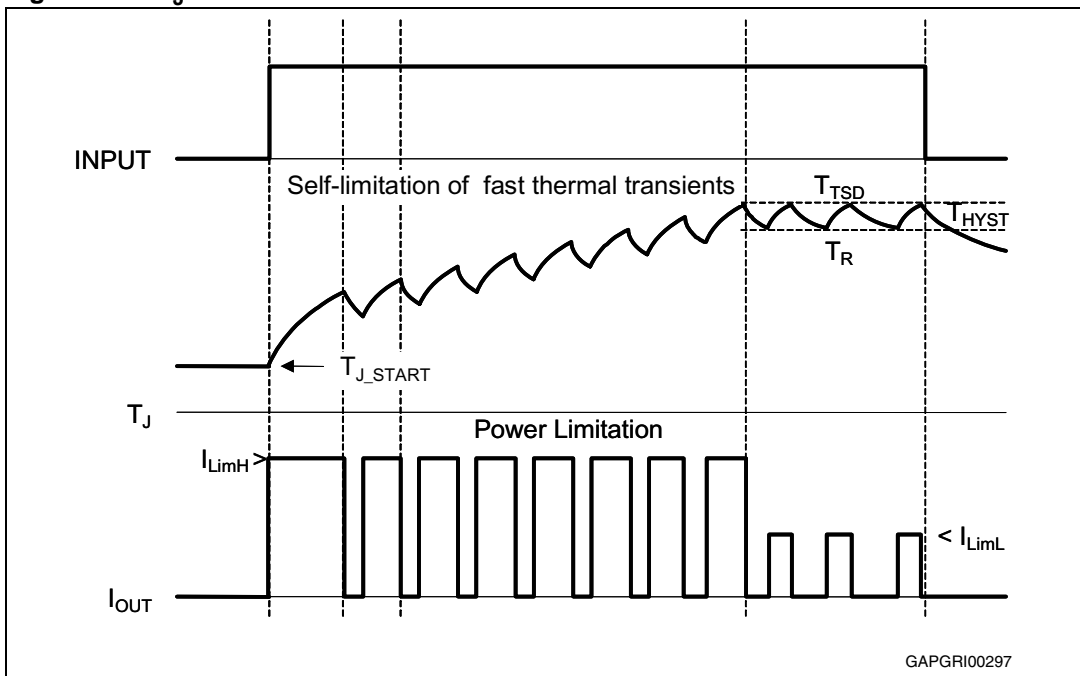 INPUT
Self-limitation of fast thermal transients
T_TSD
T_HYST
T_R
T_J_START
T_J
Power Limitation
I_LimH >
< I_LimL
I_OUT
GAPGRI00297